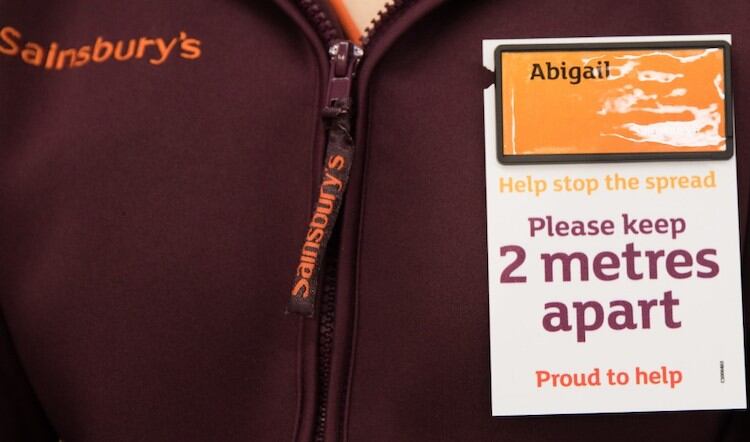 Sainsbury's
Sainsbury's
Abigail
Help stop the spread
Please keep
2 metres
apart
Proud to help